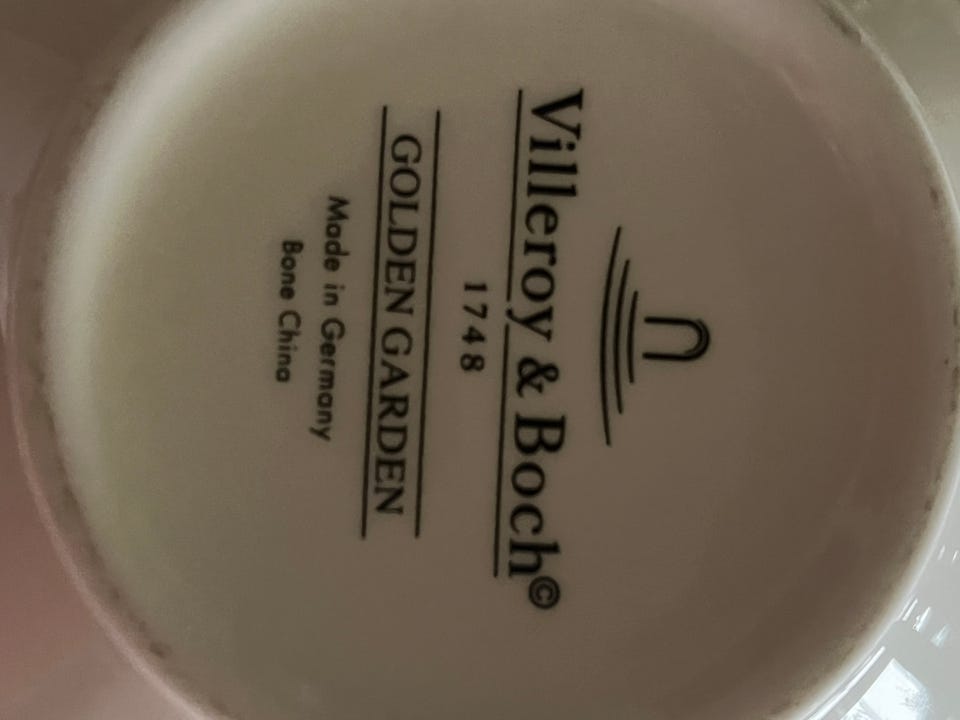 Villeroy & Boch©
1748
GOLDEN GARDEN
Made in Germany
Bone China